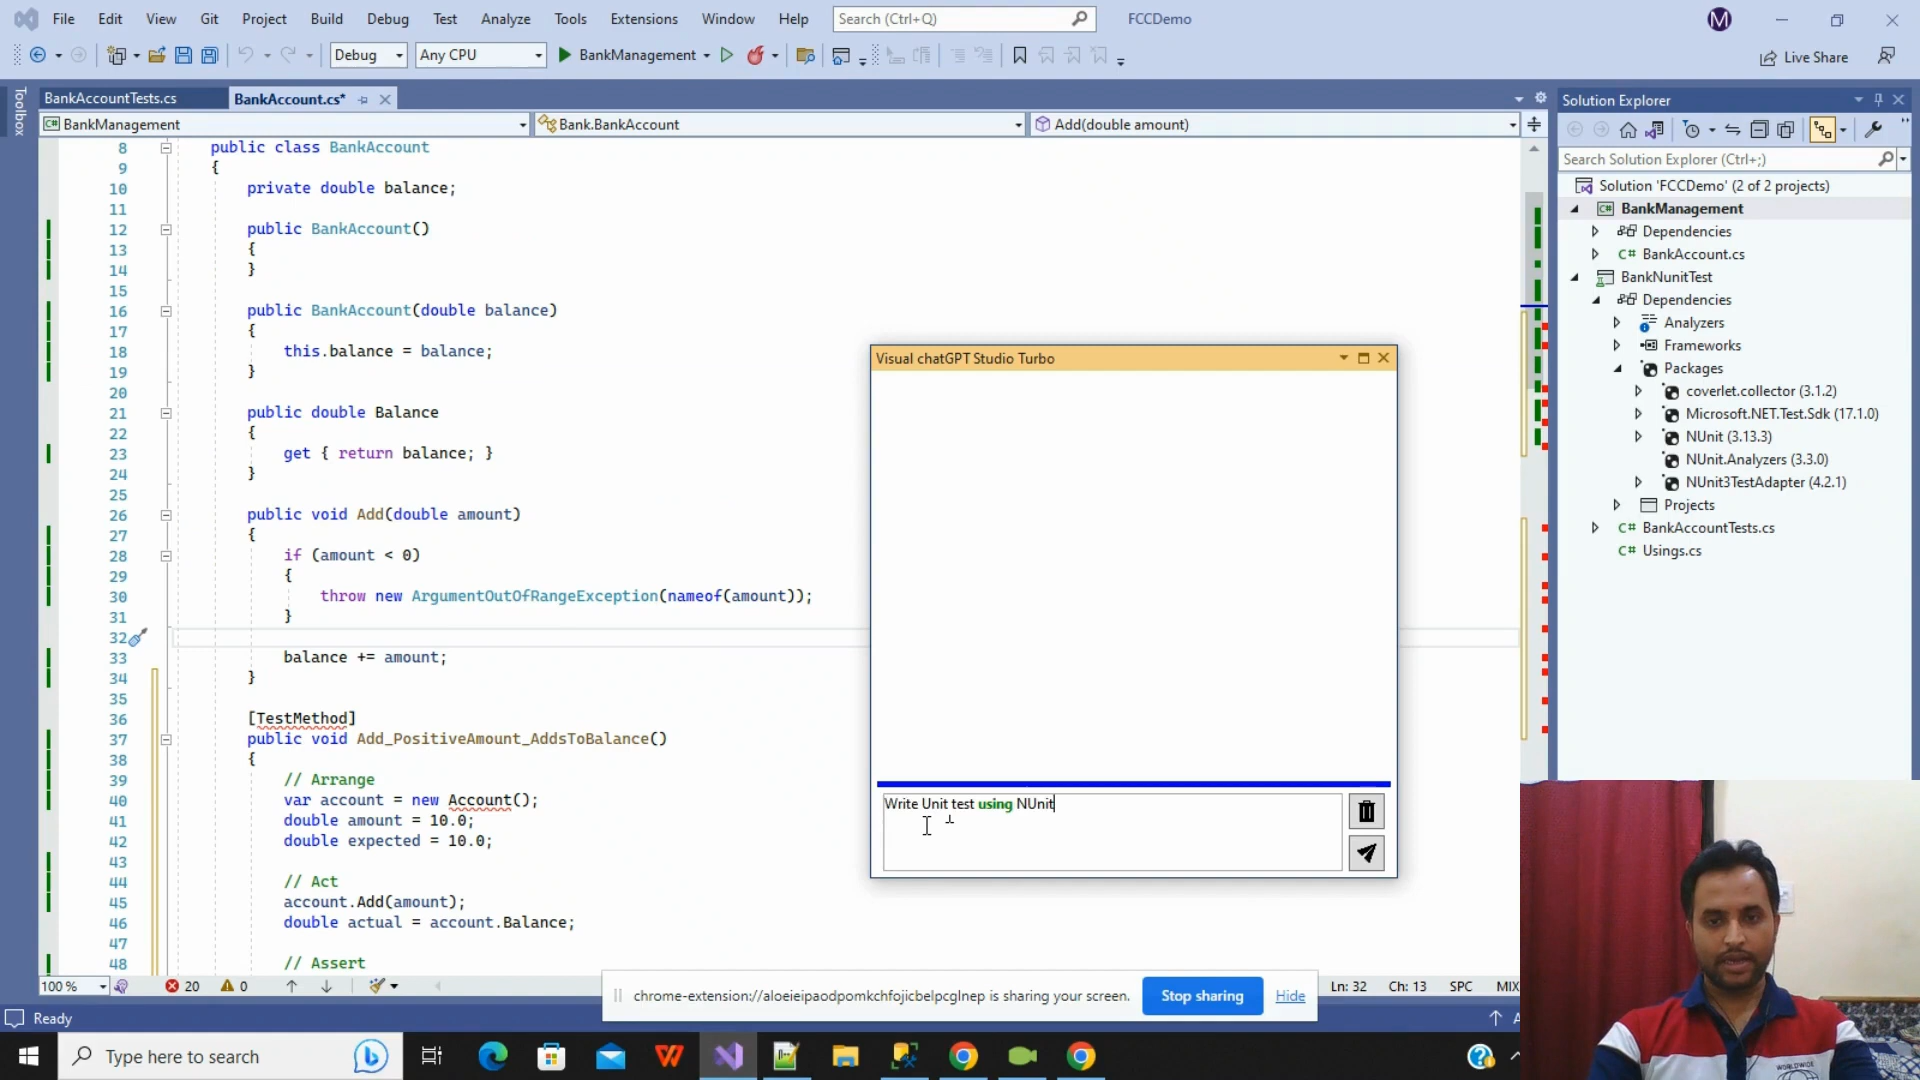 File Edit View Git Project Build Debug Test Analyze Tools Extensions Window Help Search (Ctrl+Q) FCCDemo M
Debug Any CPU BankManagement Live Share
Toolbox
BankAccountTests.cs BankAccount.cs*
BankManagement Bank.BankAccount Add(double amount)
8 public class BankAccount
9 {
10 private double balance;
11
12 public BankAccount()
13 {
14 }
15
16 public BankAccount(double balance)
17 {
18 this.balance = balance;
19 }
20
21 public double Balance
22 {
23 get { return balance; }
24 }
25
26 public void Add(double amount)
27 {
28 if (amount < 0)
29 {
30 throw new ArgumentOutOfRangeException(nameof(amount));
31 }
32
33 balance += amount;
34 }
35
36 [TestMethod]
37 public void Add_PositiveAmount_AddsToBalance()
38 {
39 // Arrange
40 var account = new Account();
41 double amount = 10.0;
42 double expected = 10.0;
43
44 // Act
45 account.Add(amount);
46 double actual = account.Balance;
47
48 // Assert
Visual chatGPT Studio Turbo
Write Unit test using NUnit
Solution Explorer
Search Solution Explorer (Ctrl+;)
Solution 'FCCDemo' (2 of 2 projects)
C# BankManagement
Dependencies
C# BankAccount.cs
BankNunitTest
Dependencies
Analyzers
Frameworks
Packages
coverlet.collector (3.1.2)
Microsoft.NET.Test.Sdk (17.1.0)
NUnit (3.13.3)
NUnit.Analyzers (3.3.0)
NUnit3TestAdapter (4.2.1)
Projects
C# BankAccountTests.cs
C# Usings.cs
100 % 20 0 Ln: 32 Ch: 13 SPC MIX
chrome-extension://aloeieipaodpomkchfojicbelpcglnep is sharing your screen. Stop sharing Hide
Ready
Type here to search